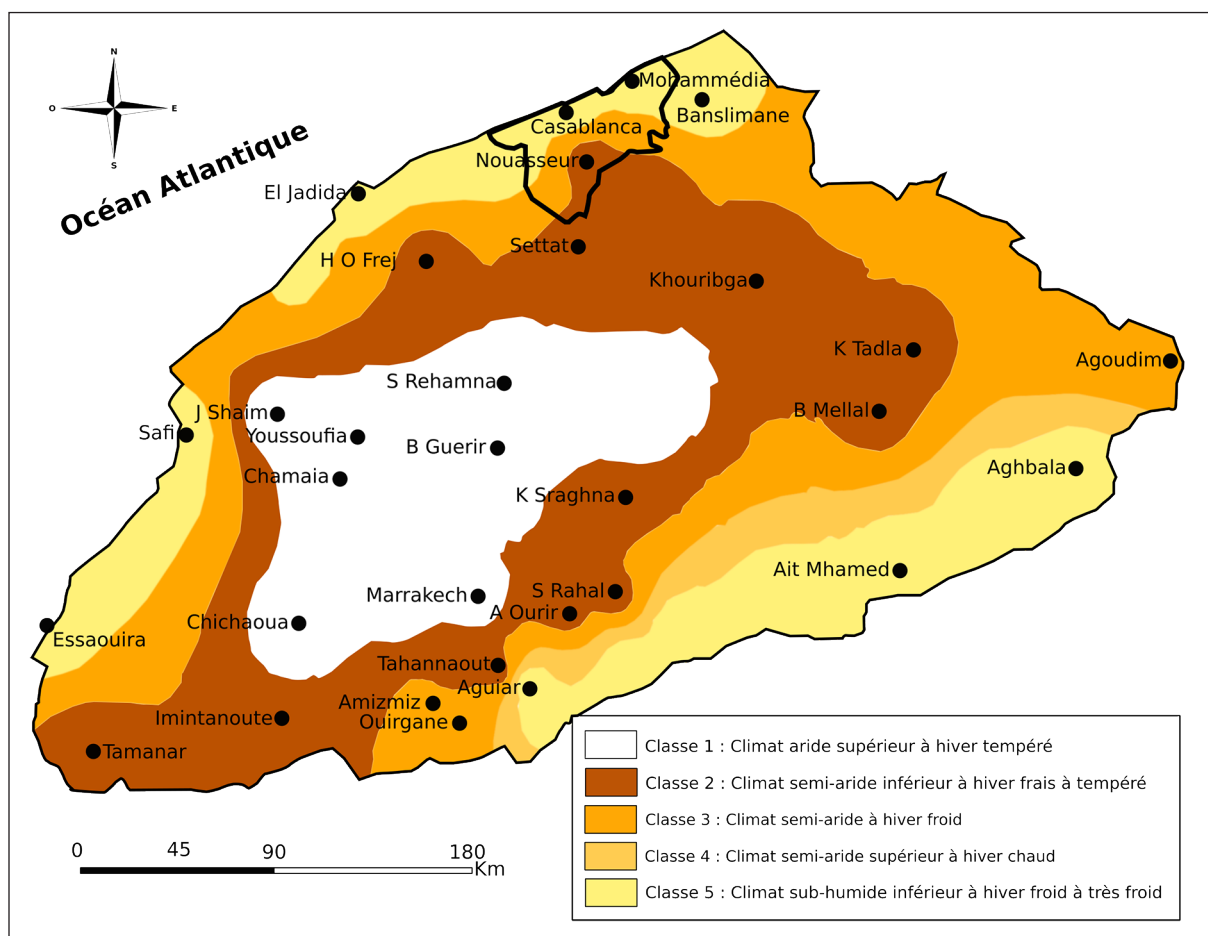 N
O
E
S
Océan Atlantique
Mohammédia
Banslimane
Casablanca
Nouasseur
El Jadida
Settat
H O Frej
Khouribga
K Tadla
Agoudim
S Rehamna
J Shaim
B Mellal
Safi
Youssoufia
B Guerir
Aghbala
Chamaia
K Sraghna
Ait Mhamed
S Rahal
Marrakech
A Ourir
Chichaoua
Essaouira
Tahannaout
Aguiar
Amizmiz
Imintanoute
Ouirgane
Tamanar
Classe 1 : Climat aride supérieur à hiver tempéré
Classe 2 : Climat semi-aride inférieur à hiver frais à tempéré
Classe 3 : Climat semi-aride à hiver froid
Classe 4 : Climat semi-aride supérieur à hiver chaud
Classe 5 : Climat sub-humide inférieur à hiver froid à très froid
0 45 90 180
Km